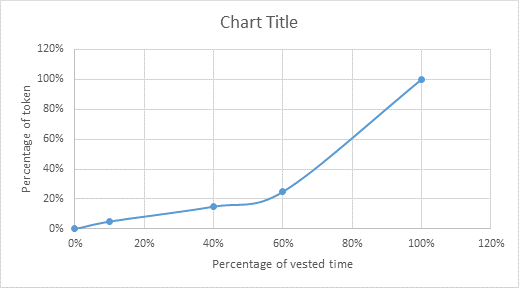 Chart Title
Percentage of token
120%
100%
80%
60%
40%
20%
0%
0% 20% 40% 60% 80% 100% 120%
Percentage of vested time